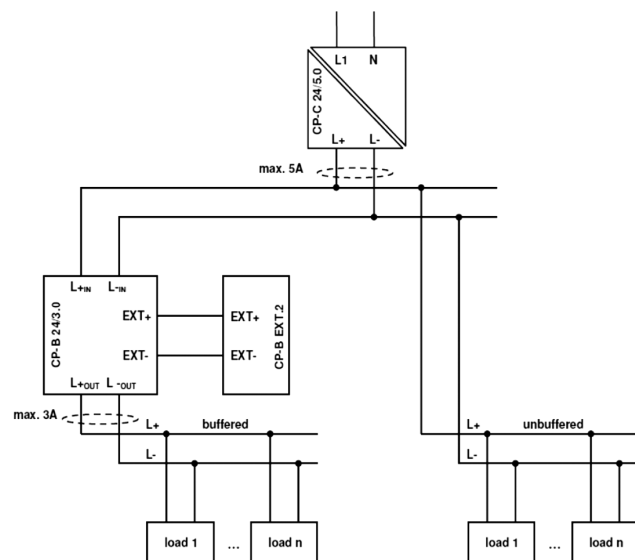 L1 N
CP-C 24/5.0
L+ L-
max. 5A
L+IN L-IN
CP-B 24/3.0
EXT+ EXT+
EXT- EXT-
CP-B EXT.2
L+OUT L -OUT
max. 3A
L+ buffered
L-
L+ unbuffered
L-
load 1 ... load n
load 1 ... load n